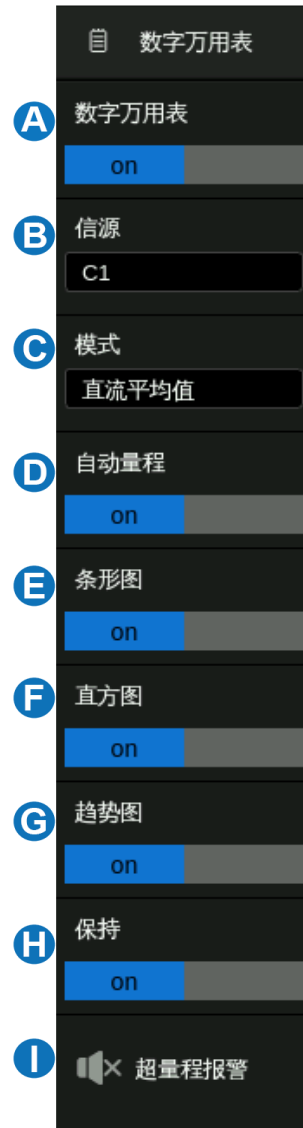 数字万用表
A 数字万用表
on
B 信源
C1
C 模式
直流平均值
D 自动量程
on
E 条形图
on
F 直方图
on
G 趋势图
on
H 保持
on
I 超量程报警